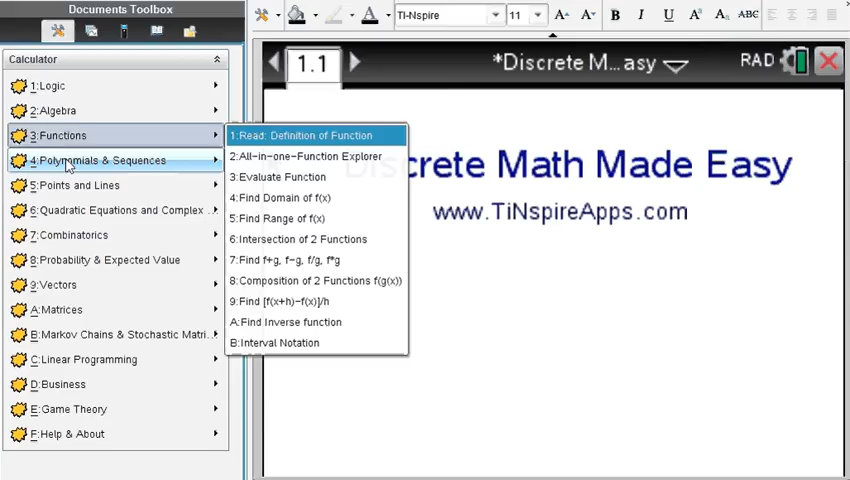 Documents Toolbox
Calculator
1:Logic
2:Algebra
3:Functions
4:Polynomials & Sequences
5:Points and Lines
6:Quadratic Equations and Complex ...
7:Combinatorics
8:Probability & Expected Value
9:Vectors
A:Matrices
B:Markov Chains & Stochastic Matri...
C:Linear Programming
D:Business
E:Game Theory
F:Help & About
1:Read: Definition of Function
2:All-in-one-Function Explorer
3:Evaluate Function
4:Find Domain of f(x)
5:Find Range of f(x)
6:Intersection of 2 Functions
7:Find f+g, f-g, f/g, f*g
8:Composition of 2 Functions f(g(x))
9:Find [f(x+h)-f(x)]/h
A:Find Inverse function
B:Interval Notation
A TI-Nspire 11 A A B I U A A ABC
1.1 *Discrete M...asy RAD
Discrete Math Made Easy
www.TiNspireApps.com